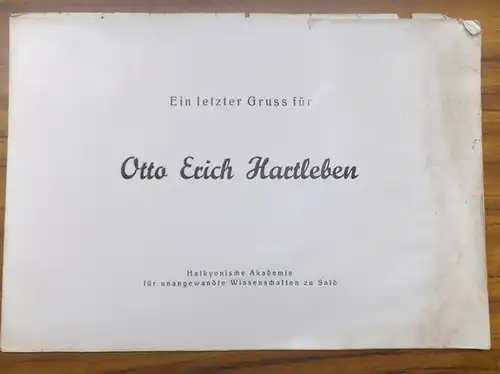 Ein letzter Gruss für
Otto Erich Hartleben
Halkyonische Akademie
für unangewandte Wissenschaften zu Salò